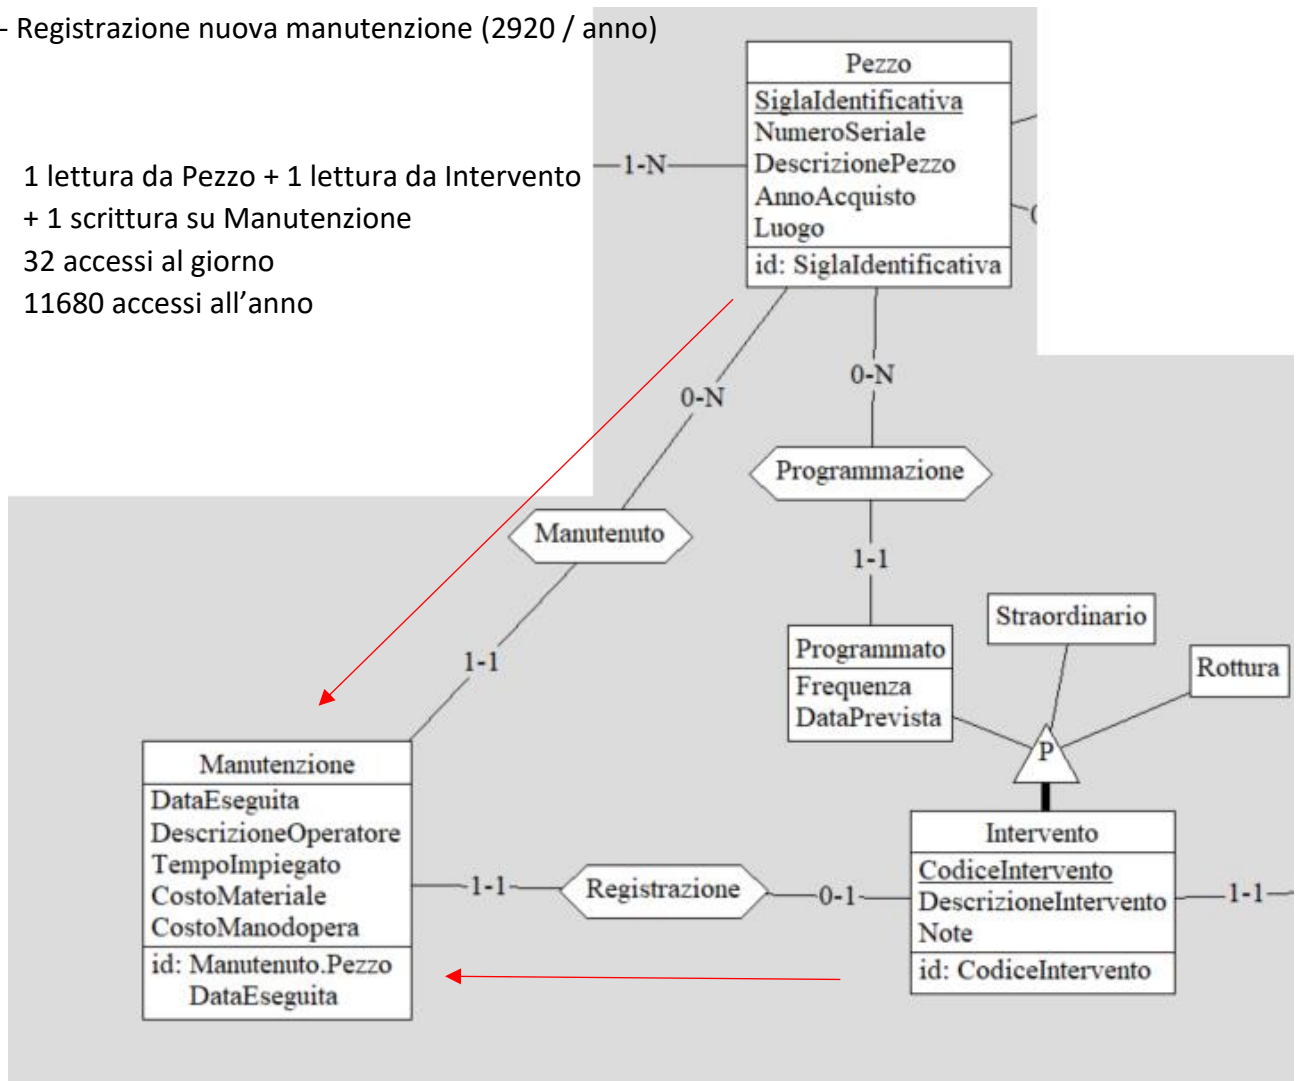 - Registrazione nuova manutenzione (2920 / anno)
1 lettura da Pezzo + 1 lettura da Intervento
+ 1 scrittura su Manutenzione
32 accessi al giorno
11680 accessi all’anno
Pezzo
SiglaIdentificativa
NumeroSeriale
DescrizionePezzo
AnnoAcquisto
Luogo
id: SiglaIdentificativa
1-N
0-N
0-N
Programmazione
Manutenuto
1-1
1-1
Straordinario
Programmato
Frequenza
DataPrevista
Rottura
P
Manutenzione
DataEseguita
DescrizioneOperatore
TempoImpiegato
CostoMateriale
CostoManodopera
id: Manutenuto.Pezzo
DataEseguita
1-1
Registrazione
0-1
Intervento
CodiceIntervento
DescrizioneIntervento
Note
id: CodiceIntervento
1-1